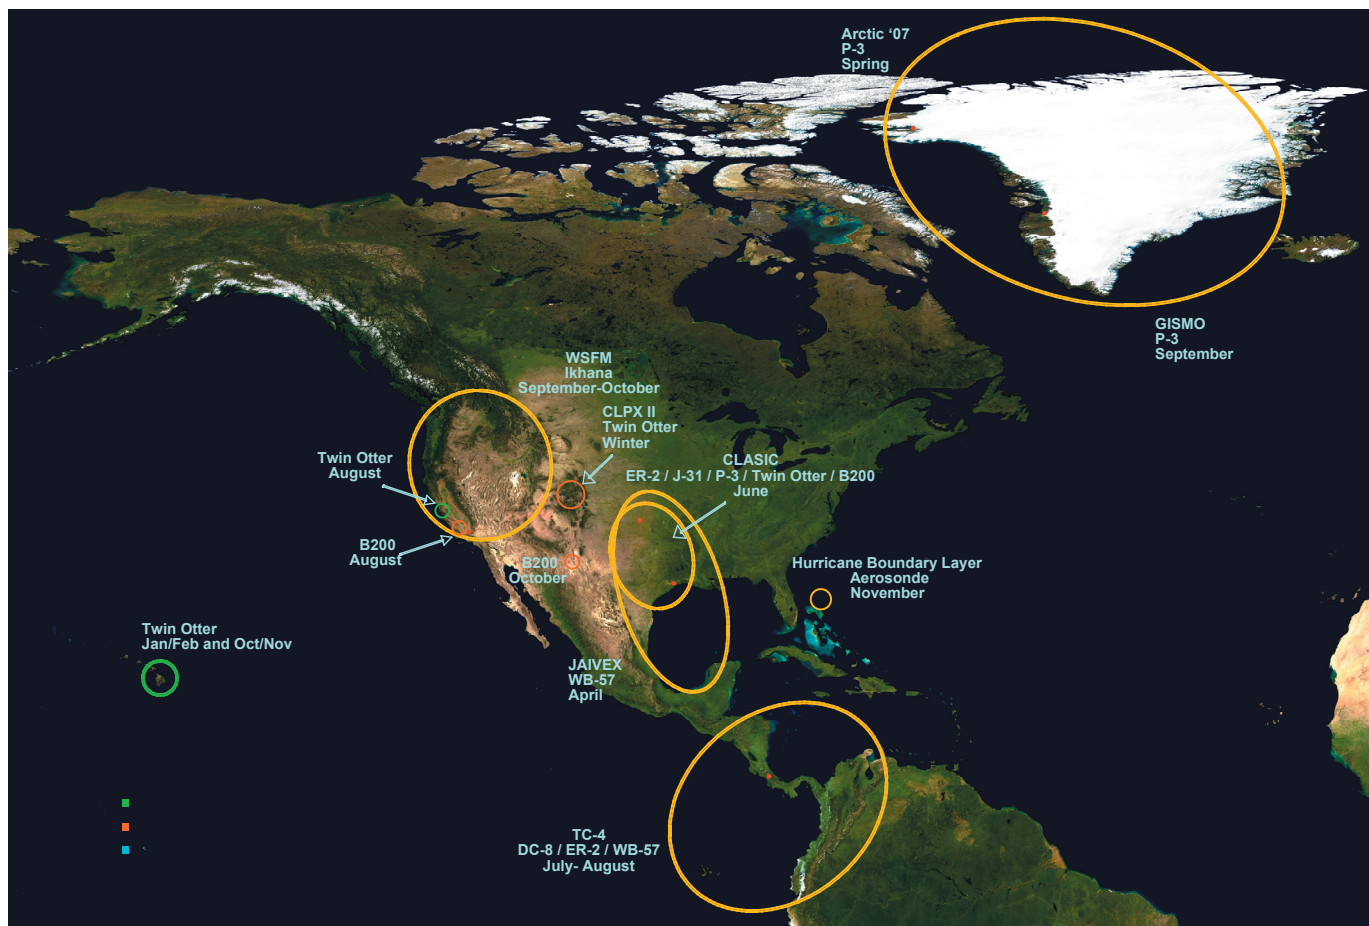 Arctic ‘07
P-3
Spring
GISMO
P-3
September
WSFM
Ikhana
September-October
CLPX II
Twin Otter
Winter
CLASIC
ER-2 / J-31 / P-3 / Twin Otter / B200
June
Twin Otter
August
B200
August
B200
October
Hurricane Boundary Layer
Aerosonde
November
Twin Otter
Jan/Feb and Oct/Nov
JAIVEX
WB-57
April
TC-4
DC-8 / ER-2 / WB-57
July- August